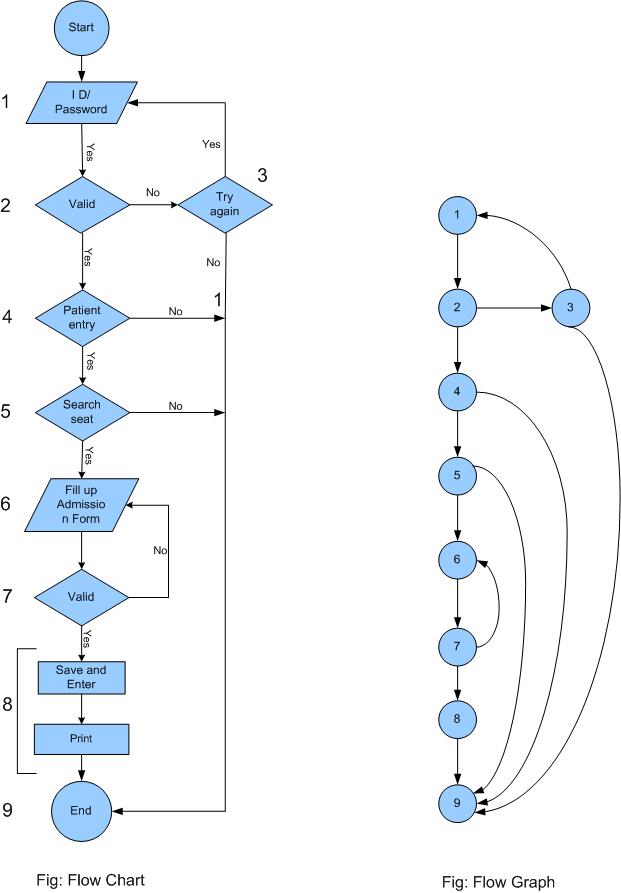 Start
1
I D/
Password
Yes
Yes
3
2
Valid
No
Try
again
Yes
No
1
4
Patient
entry
No
Yes
5
Search
seat
No
Yes
6
Fill up
Admissio
n Form
No
7
Valid
Yes
8
Save and
Enter
Print
9
End
Fig: Flow Chart
1
2
3
4
5
6
7
8
9
Fig: Flow Graph